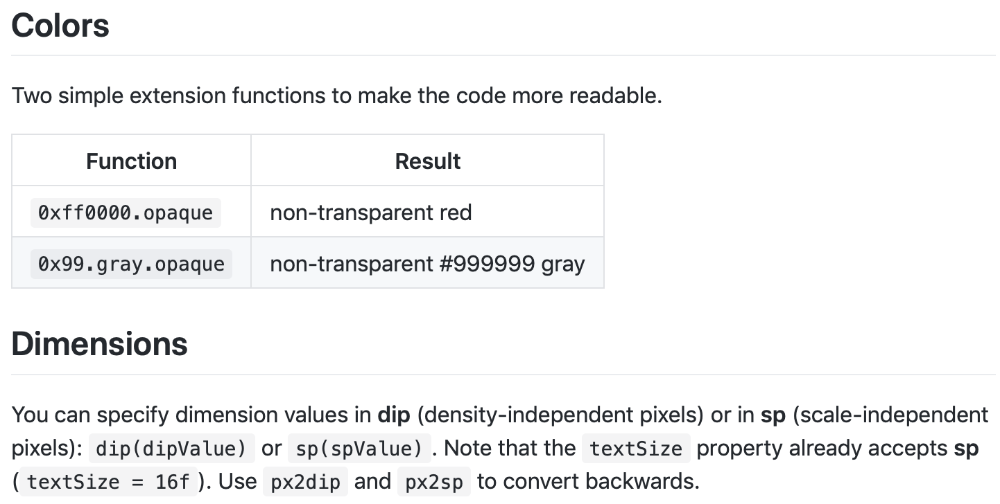 Colors
Two simple extension functions to make the code more readable.
Function Result
0xff0000.opaque non-transparent red
0x99.gray.opaque non-transparent #999999 gray
Dimensions
You can specify dimension values in dip (density-independent pixels) or in sp (scale-independent
pixels): dip(dipValue) or sp(spValue). Note that the textSize property already accepts sp
(textSize = 16f). Use px2dip and px2sp to convert backwards.